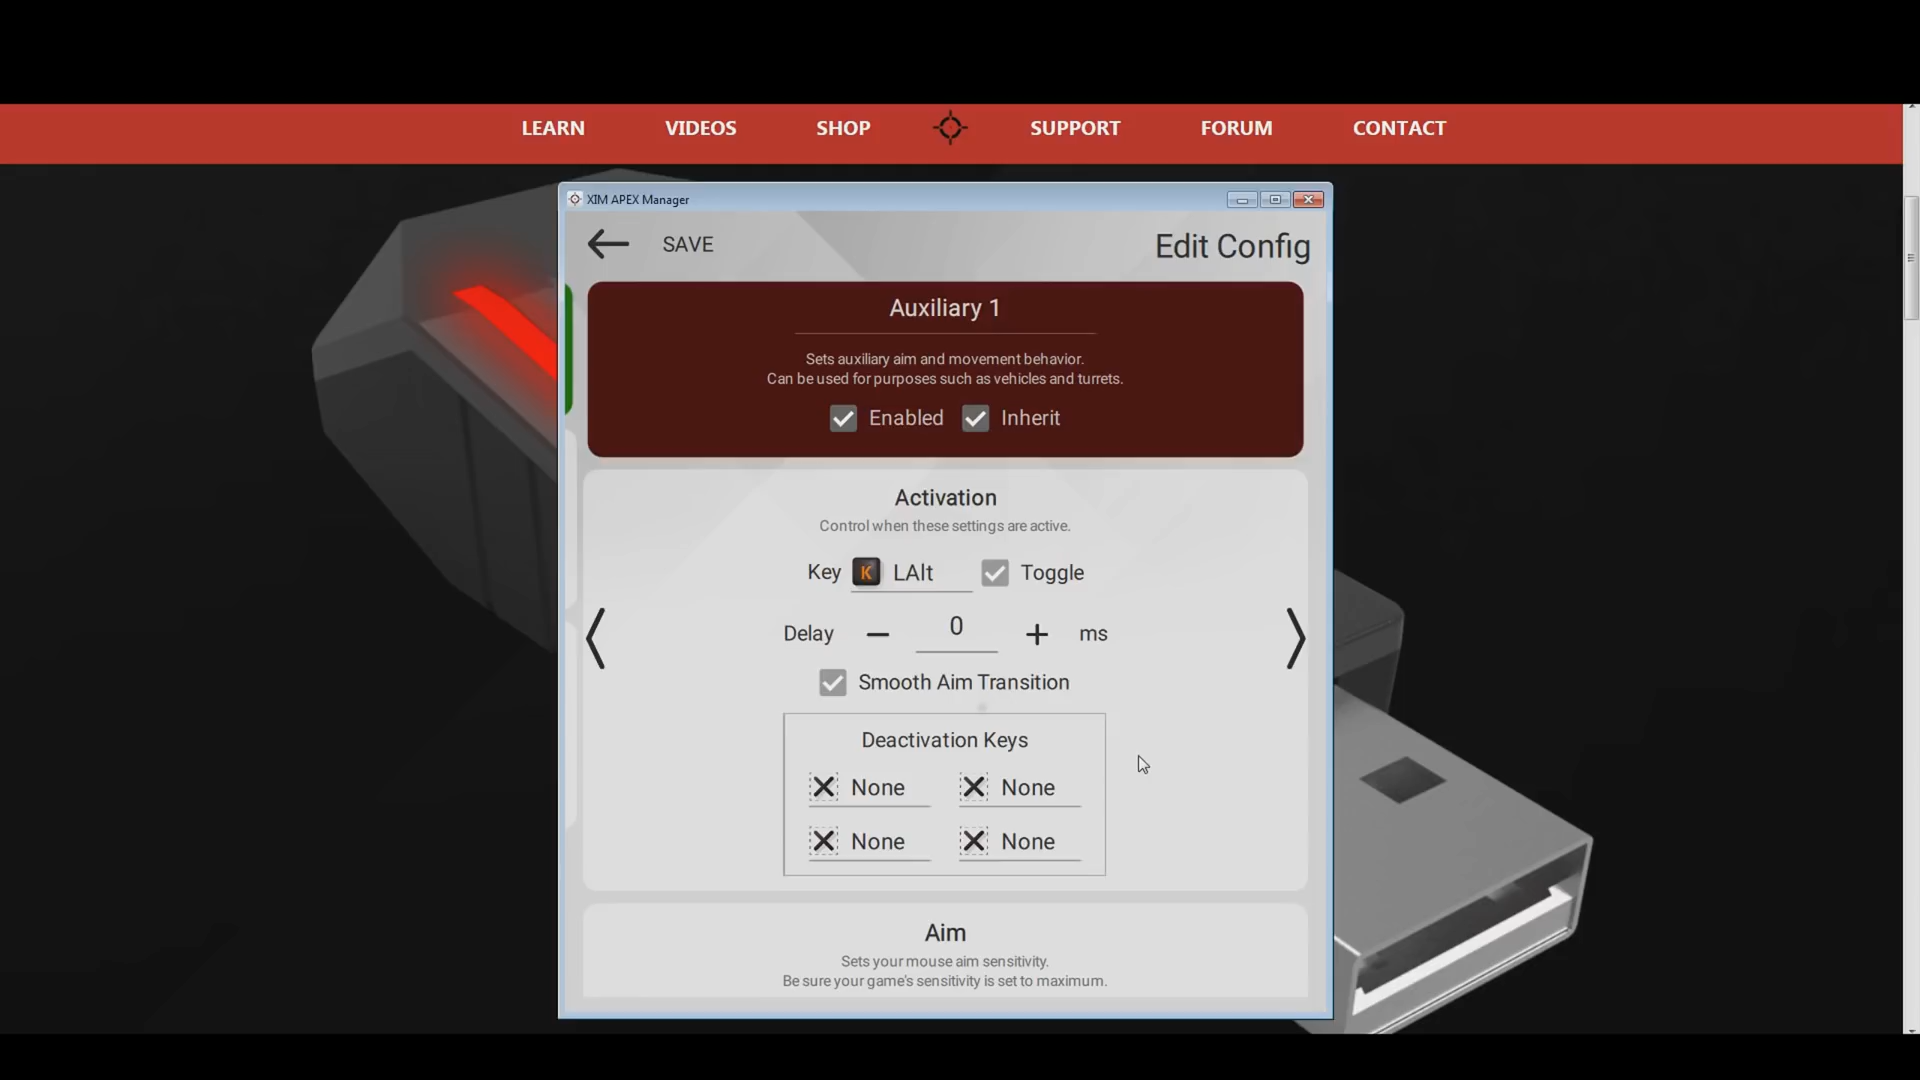 LEARN VIDEOS SHOP SUPPORT FORUM CONTACT
XIM APEX Manager
SAVE Edit Config
Auxiliary 1
Sets auxiliary aim and movement behavior.
Can be used for purposes such as vehicles and turrets.
Enabled Inherit
Activation
Control when these settings are active.
Key K LAlt Toggle
Delay 0 ms
Smooth Aim Transition
Deactivation Keys
None None
None None
Aim
Sets your mouse aim sensitivity.
Be sure your game's sensitivity is set to maximum.